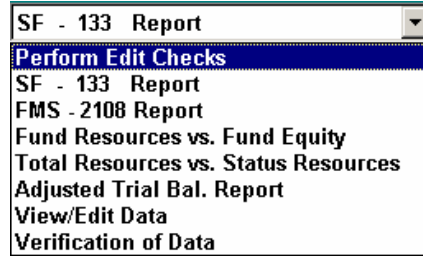 SF - 133 Report
Perform Edit Checks
SF - 133 Report
FMS - 2108 Report
Fund Resources vs. Fund Equity
Total Resources vs. Status Resources
Adjusted Trial Bal. Report
View/Edit Data
Verification of Data